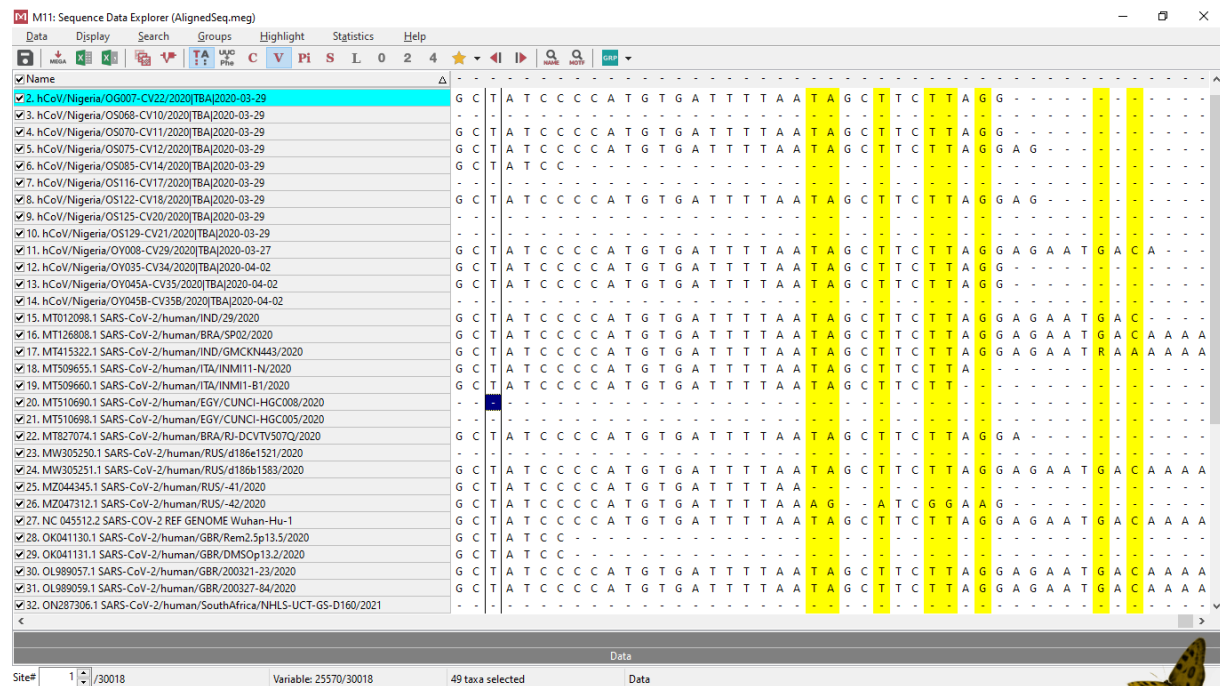 M11: Sequence Data Explorer (AlignedSeq.meg)
Data Display Search Groups Highlight Statistics Help
MEGA X X TA UUC Phe C V Pi S L 0 2 4 NAME MOTIF GRP
Name - - - - - - - - - - - - - - - - - - - - - - - - - - - - - - - - - - - - - - - - - - - - -
2. hCoV/Nigeria/OG007-CV22/2020|TBA|2020-03-29 G C T A T C C C C A T G T G A T T T T A A T A G C T T C T T A G G - - - - - - - - - - - -
3. hCoV/Nigeria/OS068-CV10/2020|TBA|2020-03-29 - - - - - - - - - - - - - - - - - - - - - - - - - - - - - - - - - - - - - - - - - - - - -
4. hCoV/Nigeria/OS070-CV11/2020|TBA|2020-03-29 G C T A T C C C C A T G T G A T T T T A A T A G C T T C T T A G G - - - - - - - - - - - -
5. hCoV/Nigeria/OS075-CV12/2020|TBA|2020-03-29 G C T A T C C C C A T G T G A T T T T A A T A G C T T C T T A G G A G - - - - - - - - - -
6. hCoV/Nigeria/OS085-CV14/2020|TBA|2020-03-29 G C T A T C C - - - - - - - - - - - - - - - - - - - - - - - - - - - - - - - - - - - - - -
7. hCoV/Nigeria/OS116-CV17/2020|TBA|2020-03-29 - - - - - - - - - - - - - - - - - - - - - - - - - - - - - - - - - - - - - - - - - - - - -
8. hCoV/Nigeria/OS122-CV18/2020|TBA|2020-03-29 G C T A T C C C C A T G T G A T T T T A A T A G C T T C T T A G G A G - - - - - - - - - -
9. hCoV/Nigeria/OS125-CV20/2020|TBA|2020-03-29 - - - - - - - - - - - - - - - - - - - - - - - - - - - - - - - - - - - - - - - - - - - - -
10. hCoV/Nigeria/OS129-CV21/2020|TBA|2020-03-29 - - - - - - - - - - - - - - - - - - - - - - - - - - - - - - - - - - - - - - - - - - - - -
11. hCoV/Nigeria/OY008-CV29/2020|TBA|2020-03-27 G C T A T C C C C A T G T G A T T T T A A T A G C T T C T T A G G A G A A T G A C A - - -
12. hCoV/Nigeria/OY035-CV34/2020|TBA|2020-04-02 G C T A T C C C C A T G T G A T T T T A A T A G C T T C T T A G G - - - - - - - - - - - -
13. hCoV/Nigeria/OY045A-CV35/2020|TBA|2020-04-02 G C T A T C C C C A T G T G A T T T T A A T A G C T T C T T A G G - - - - - - - - - - - -
14. hCoV/Nigeria/OY045B-CV35B/2020|TBA|2020-04-02 - - - - - - - - - - - - - - - - - - - - - - - - - - - - - - - - - - - - - - - - - - - - -
15. MT012098.1 SARS-CoV-2/human/IND/29/2020 G C T A T C C C C A T G T G A T T T T A A T A G C T T C T T A G G A G A A T G A C - - - -
16. MT126808.1 SARS-CoV-2/human/BRA/SP02/2020 G C T A T C C C C A T G T G A T T T T A A T A G C T T C T T A G G A G A A T G A C A A A A
17. MT415322.1 SARS-CoV-2/human/IND/GMCKN443/2020 G C T A T C C C C A T G T G A T T T T A A T A G C T T C T T A G G A G A A T R A A A A A A
18. MT509655.1 SARS-CoV-2/human/ITA/INMI11-N/2020 G C T A T C C C C A T G T G A T T T T A A T A G C T T C T T A - - - - - - - - - - - - - -
19. MT509660.1 SARS-CoV-2/human/ITA/INMI1-B1/2020 G C T A T C C C C A T G T G A T T T T A A T A G C T T C T T - - - - - - - - - - - - - - -
20. MT510690.1 SARS-CoV-2/human/EGY/CUNCI-HGC008/2020 - - - - - - - - - - - - - - - - - - - - - - - - - - - - - - - - - - - - - - - - - - - - -
21. MT510698.1 SARS-CoV-2/human/EGY/CUNCI-HGC005/2020 - - - - - - - - - - - - - - - - - - - - - - - - - - - - - - - - - - - - - - - - - - - - -
22. MT827074.1 SARS-CoV-2/human/BRA/RJ-DCVTV507Q/2020 G C T A T C C C C A T G T G A T T T T A A T A G C T T C T T A G G A - - - - - - - - - - -
23. MW305250.1 SARS-CoV-2/human/RUS/d186e1521/2020 - - - - - - - - - - - - - - - - - - - - - - - - - - - - - - - - - - - - - - - - - - - - -
24. MW305251.1 SARS-CoV-2/human/RUS/d186b1583/2020 G C T A T C C C C A T G T G A T T T T A A T A G C T T C T T A G G A G A A T G A C A A A A
25. MZ044345.1 SARS-CoV-2/human/RUS/-41/2020 G C T A T C C C C A T G T G A T T T T A A - - - - - - - - - - - - - - - - - - - - - - - -
26. MZ047312.1 SARS-CoV-2/human/RUS/-42/2020 G C T A T C C C C A T G T G A T T T T A A A G - - A T C G G A A G - - - - - - - - - - - -
27. NC 045512.2 SARS-COV-2 REF GENOME Wuhan-Hu-1 G C T A T C C C C A T G T G A T T T T A A T A G C T T C T T A G G A G A A T G A C A A A A
28. OK041130.1 SARS-CoV-2/human/GBR/Rem2.5p13.5/2020 G C T A T C C - - - - - - - - - - - - - - - - - - - - - - - - - - - - - - - - - - - - - -
29. OK041131.1 SARS-CoV-2/human/GBR/DMSOp13.2/2020 G C T A T C C - - - - - - - - - - - - - - - - - - - - - - - - - - - - - - - - - - - - - -
30. OL989057.1 SARS-CoV-2/human/GBR/200321-23/2020 G C T A T C C C C A T G T G A T T T T A A T A G C T T C T T A G G A G A A T G A C A A A A
31. OL989059.1 SARS-CoV-2/human/GBR/200327-84/2020 G C T A T C C C C A T G T G A T T T T A A T A G C T T C T T A G G A G A A T G A C A A A A
32. ON287306.1 SARS-CoV-2/human/SouthAfrica/NHLS-UCT-GS-D160/2021 - - - - - - - - - - - - - - - - - - - - - - - - - - - - - - - - - - - - - - - - - - - - -
Data
Site# 1 /30018 Variable: 25570/30018 49 taxa selected Data